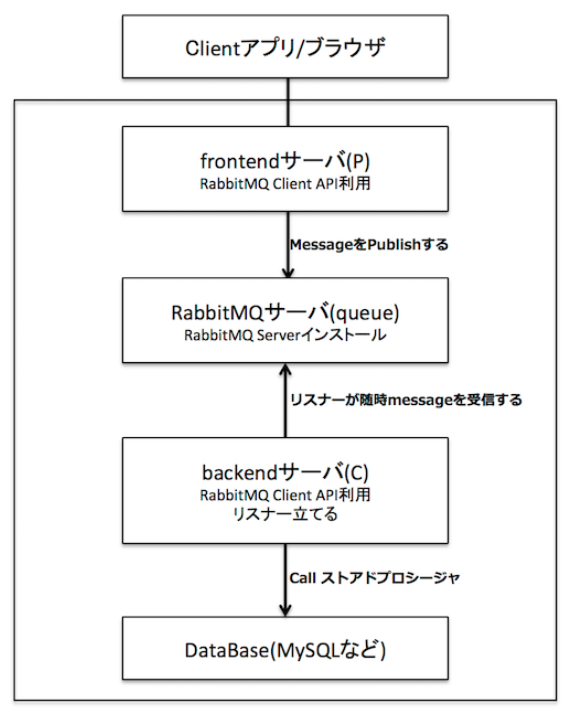 Clientアプリ/ブラウザ
frontendサーバ(P)
RabbitMQ Client API利用
MessageをPublishする
RabbitMQサーバ(queue)
RabbitMQ Serverインストール
リスナーが随時messageを受信する
backendサーバ(C)
RabbitMQ Client API利用
リスナー立てる
Call ストアドプロシージャ
DataBase(MySQLなど)